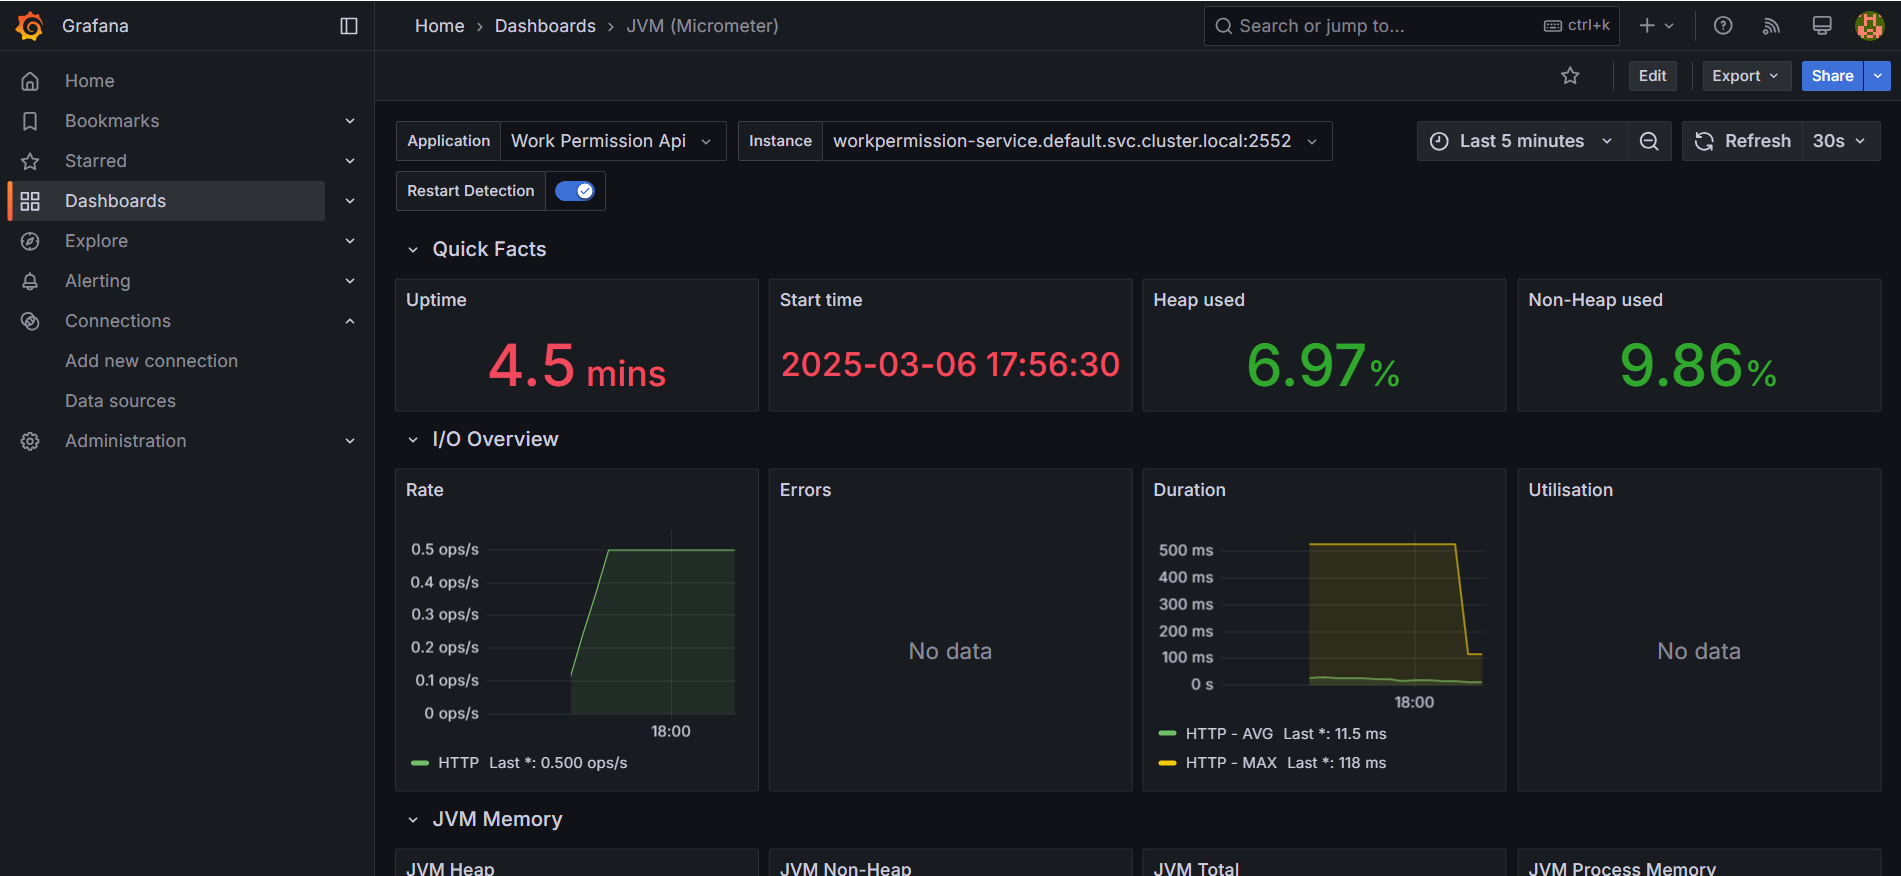 Grafana
Home › Dashboards › JVM (Micrometer)
Search or jump to... ctrl+k
Home
Bookmarks
Starred
Dashboards
Explore
Alerting
Connections
Add new connection
Data sources
Administration
Edit
Export
Share
Application Work Permission Api
Instance workpermission-service.default.svc.cluster.local:2552
Last 5 minutes
Refresh 30s
Restart Detection
Quick Facts
Uptime
4.5 mins
Start time
2025-03-06 17:56:30
Heap used
6.97%
Non-Heap used
9.86%
I/O Overview
Rate
0.5 ops/s
0.4 ops/s
0.3 ops/s
0.2 ops/s
0.1 ops/s
0 ops/s
18:00
HTTP Last *: 0.500 ops/s
Errors
No data
Duration
500 ms
400 ms
300 ms
200 ms
100 ms
0 s
18:00
HTTP - AVG Last *: 11.5 ms
HTTP - MAX Last *: 118 ms
Utilisation
No data
JVM Memory
JVM Heap
JVM Non-Heap
JVM Total
JVM Process Memory